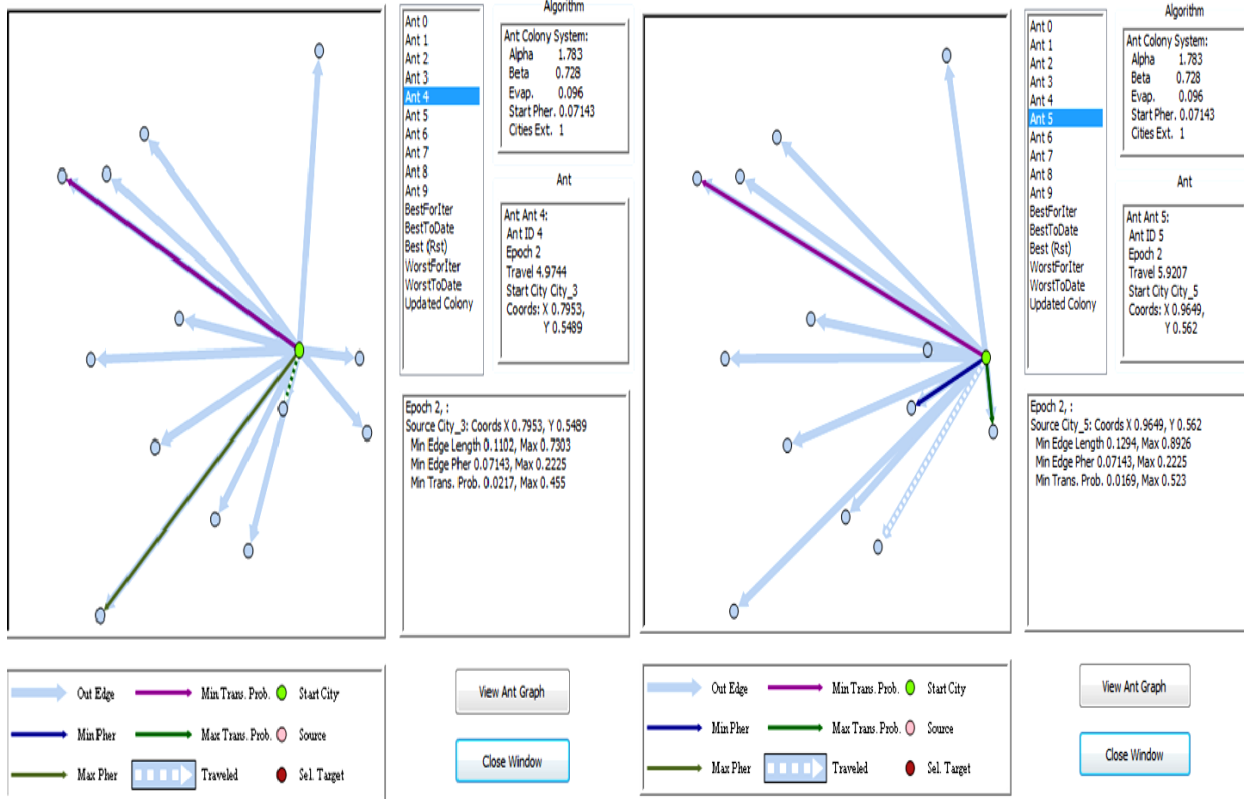 Ant 0
Ant 1
Ant 2
Ant 3
Ant 4
Ant 5
Ant 6
Ant 7
Ant 8
Ant 9
BestForIter
BestToDate
Best (Rst)
WorstForIter
WorstToDate
Updated Colony
Algorithm
Ant Colony System:
Alpha 1.783
Beta 0.728
Evap. 0.096
Start Pher. 0.07143
Cities Ext. 1
Ant
Ant Ant 4:
Ant ID 4
Epoch 2
Travel 4.9744
Start City City_3
Coords: X 0.7953,
Y 0.5489
Epoch 2, :
Source City_3: Coords X 0.7953, Y 0.5489
Min Edge Length 0.1102, Max 0.7303
Min Edge Pher 0.07143, Max 0.2225
Min Trans. Prob. 0.0217, Max 0.455
Out Edge
Min Trans. Prob.
Start City
Min Pher
Max Trans. Prob.
Source
Max Pher
Traveled
Sel. Target
View Ant Graph
Close Window
Ant 0
Ant 1
Ant 2
Ant 3
Ant 4
Ant 5
Ant 6
Ant 7
Ant 8
Ant 9
BestForIter
BestToDate
Best (Rst)
WorstForIter
WorstToDate
Updated Colony
Algorithm
Ant Colony System:
Alpha 1.783
Beta 0.728
Evap. 0.096
Start Pher. 0.07143
Cities Ext. 1
Ant
Ant Ant 5:
Ant ID 5
Epoch 2
Travel 5.9207
Start City City_5
Coords: X 0.9649,
Y 0.562
Epoch 2, :
Source City_5: Coords X 0.9649, Y 0.562
Min Edge Length 0.1294, Max 0.8926
Min Edge Pher 0.07143, Max 0.2225
Min Trans. Prob. 0.0169, Max 0.523
Out Edge
Min Trans. Prob.
Start City
Min Pher
Max Trans. Prob.
Source
Max Pher
Traveled
Sel. Target
View Ant Graph
Close Window